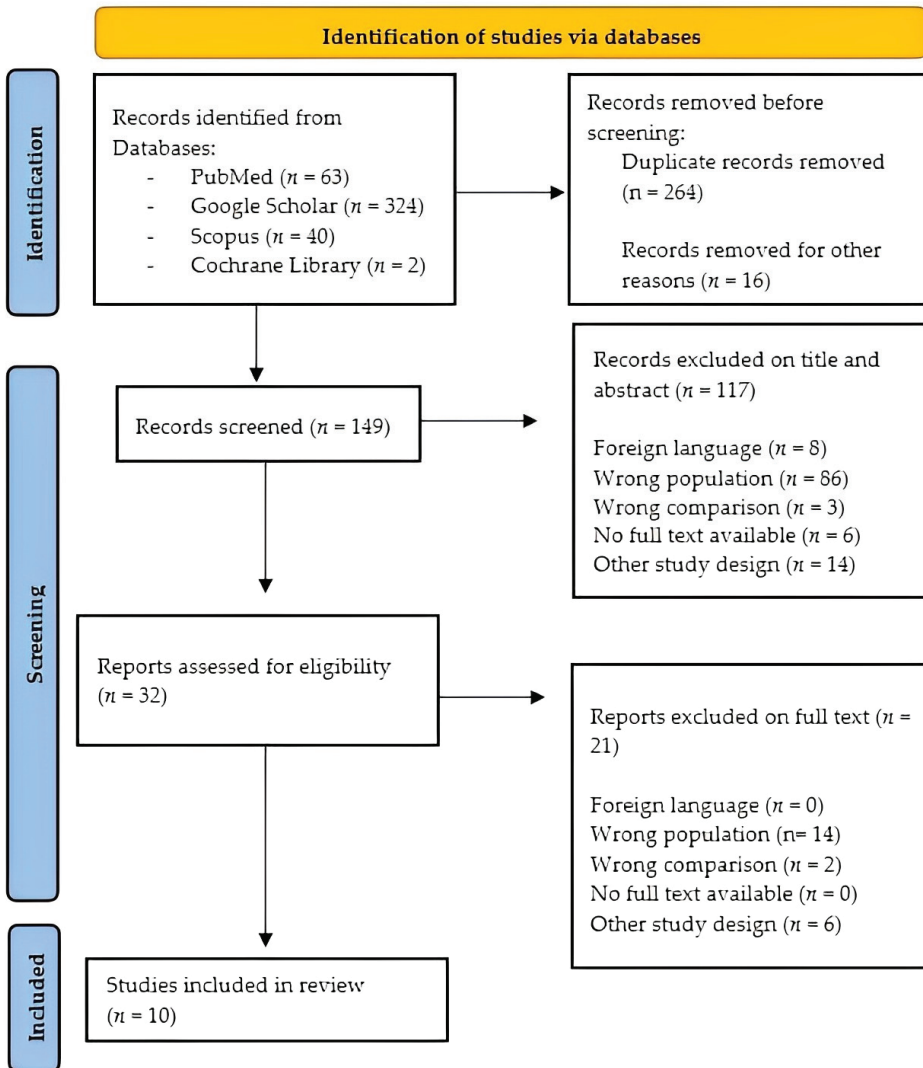 Identification of studies via databases
Identification
Records identified from
Databases:
- PubMed (n = 63)
- Google Scholar (n = 324)
- Scopus (n = 40)
- Cochrane Library (n = 2)
Records removed before
screening:
Duplicate records removed
(n = 264)
Records removed for other
reasons (n = 16)
Screening
Records screened (n = 149)
Records excluded on title and
abstract (n = 117)
Foreign language (n = 8)
Wrong population (n = 86)
Wrong comparison (n = 3)
No full text available (n = 6)
Other study design (n = 14)
Reports assessed for eligibility
(n = 32)
Reports excluded on full text (n =
21)
Foreign language (n = 0)
Wrong population (n= 14)
Wrong comparison (n = 2)
No full text available (n = 0)
Other study design (n = 6)
Included
Studies included in review
(n = 10)